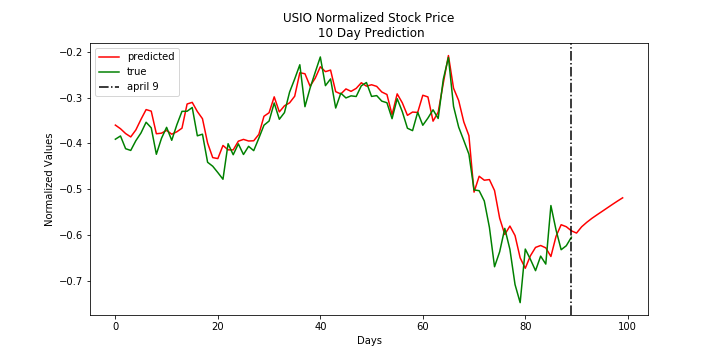 USIO Normalized Stock Price
10 Day Prediction
predicted
true
april 9
Normalized Values
−0.2
−0.3
−0.4
−0.5
−0.6
−0.7
0
20
40
60
80
100
Days